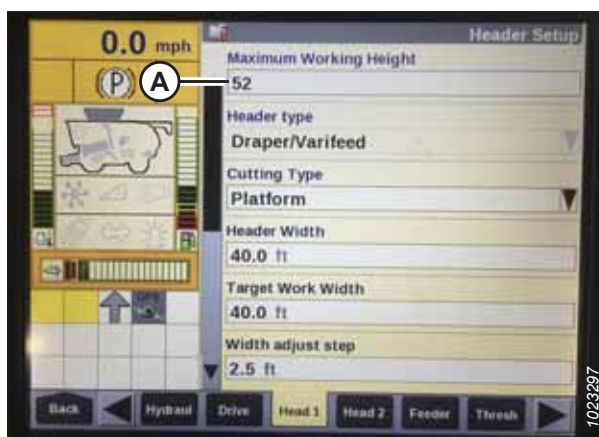 0.0 mph
Header Setup
Maximum Working Height
(P)
A
52
Header type
Draper/Varifeed
Cutting Type
Platform
Header Width
40.0 ft
Target Work Width
40.0 ft
Width adjust step
2.5 ft
Back
Hydraul
Drive
Head 1
Head 2
Feeder
Thresh
1023297